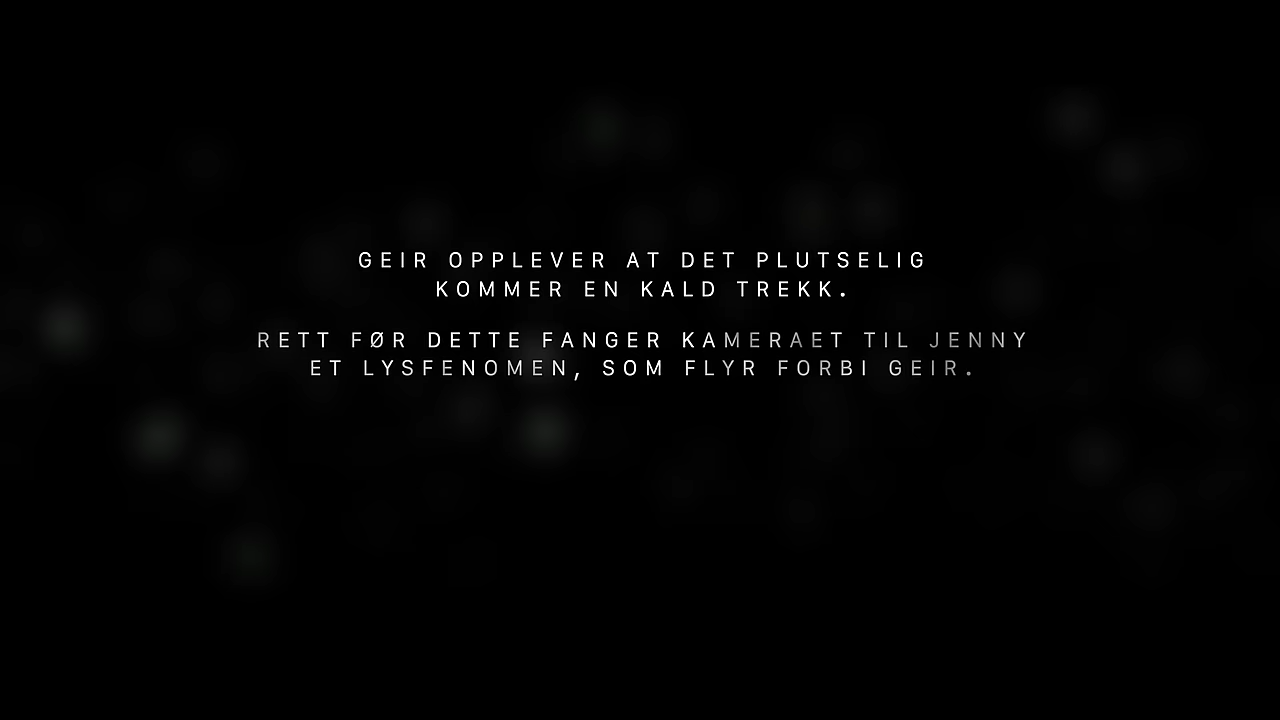 GEIR OPPLEVER AT DET PLUTSELIG
KOMMER EN KALD TREKK.
RETT FØR DETTE FANGER KAMERAET TIL JENNY
ET LYSFENOMEN, SOM FLYR FORBI GEIR.